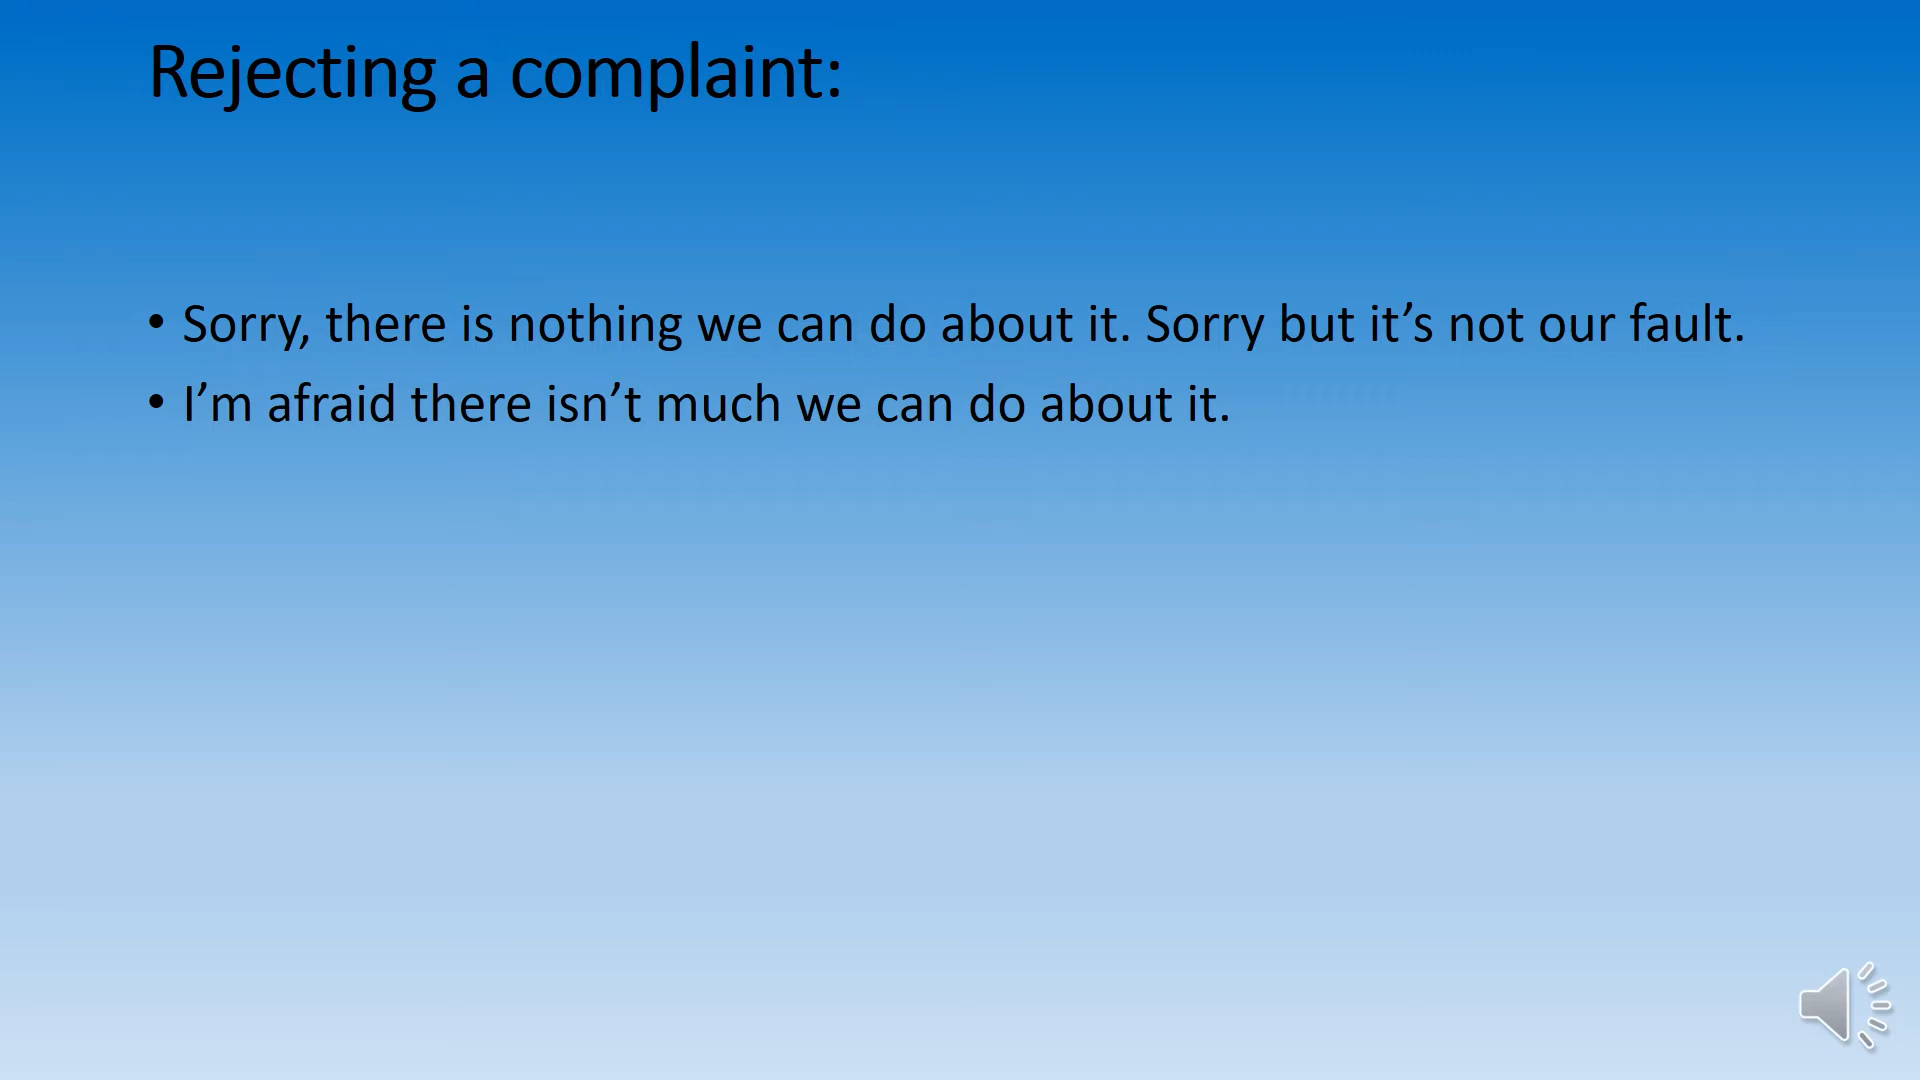 Rejecting a complaint:
• Sorry, there is nothing we can do about it. Sorry but it’s not our fault.
• I’m afraid there isn’t much we can do about it.